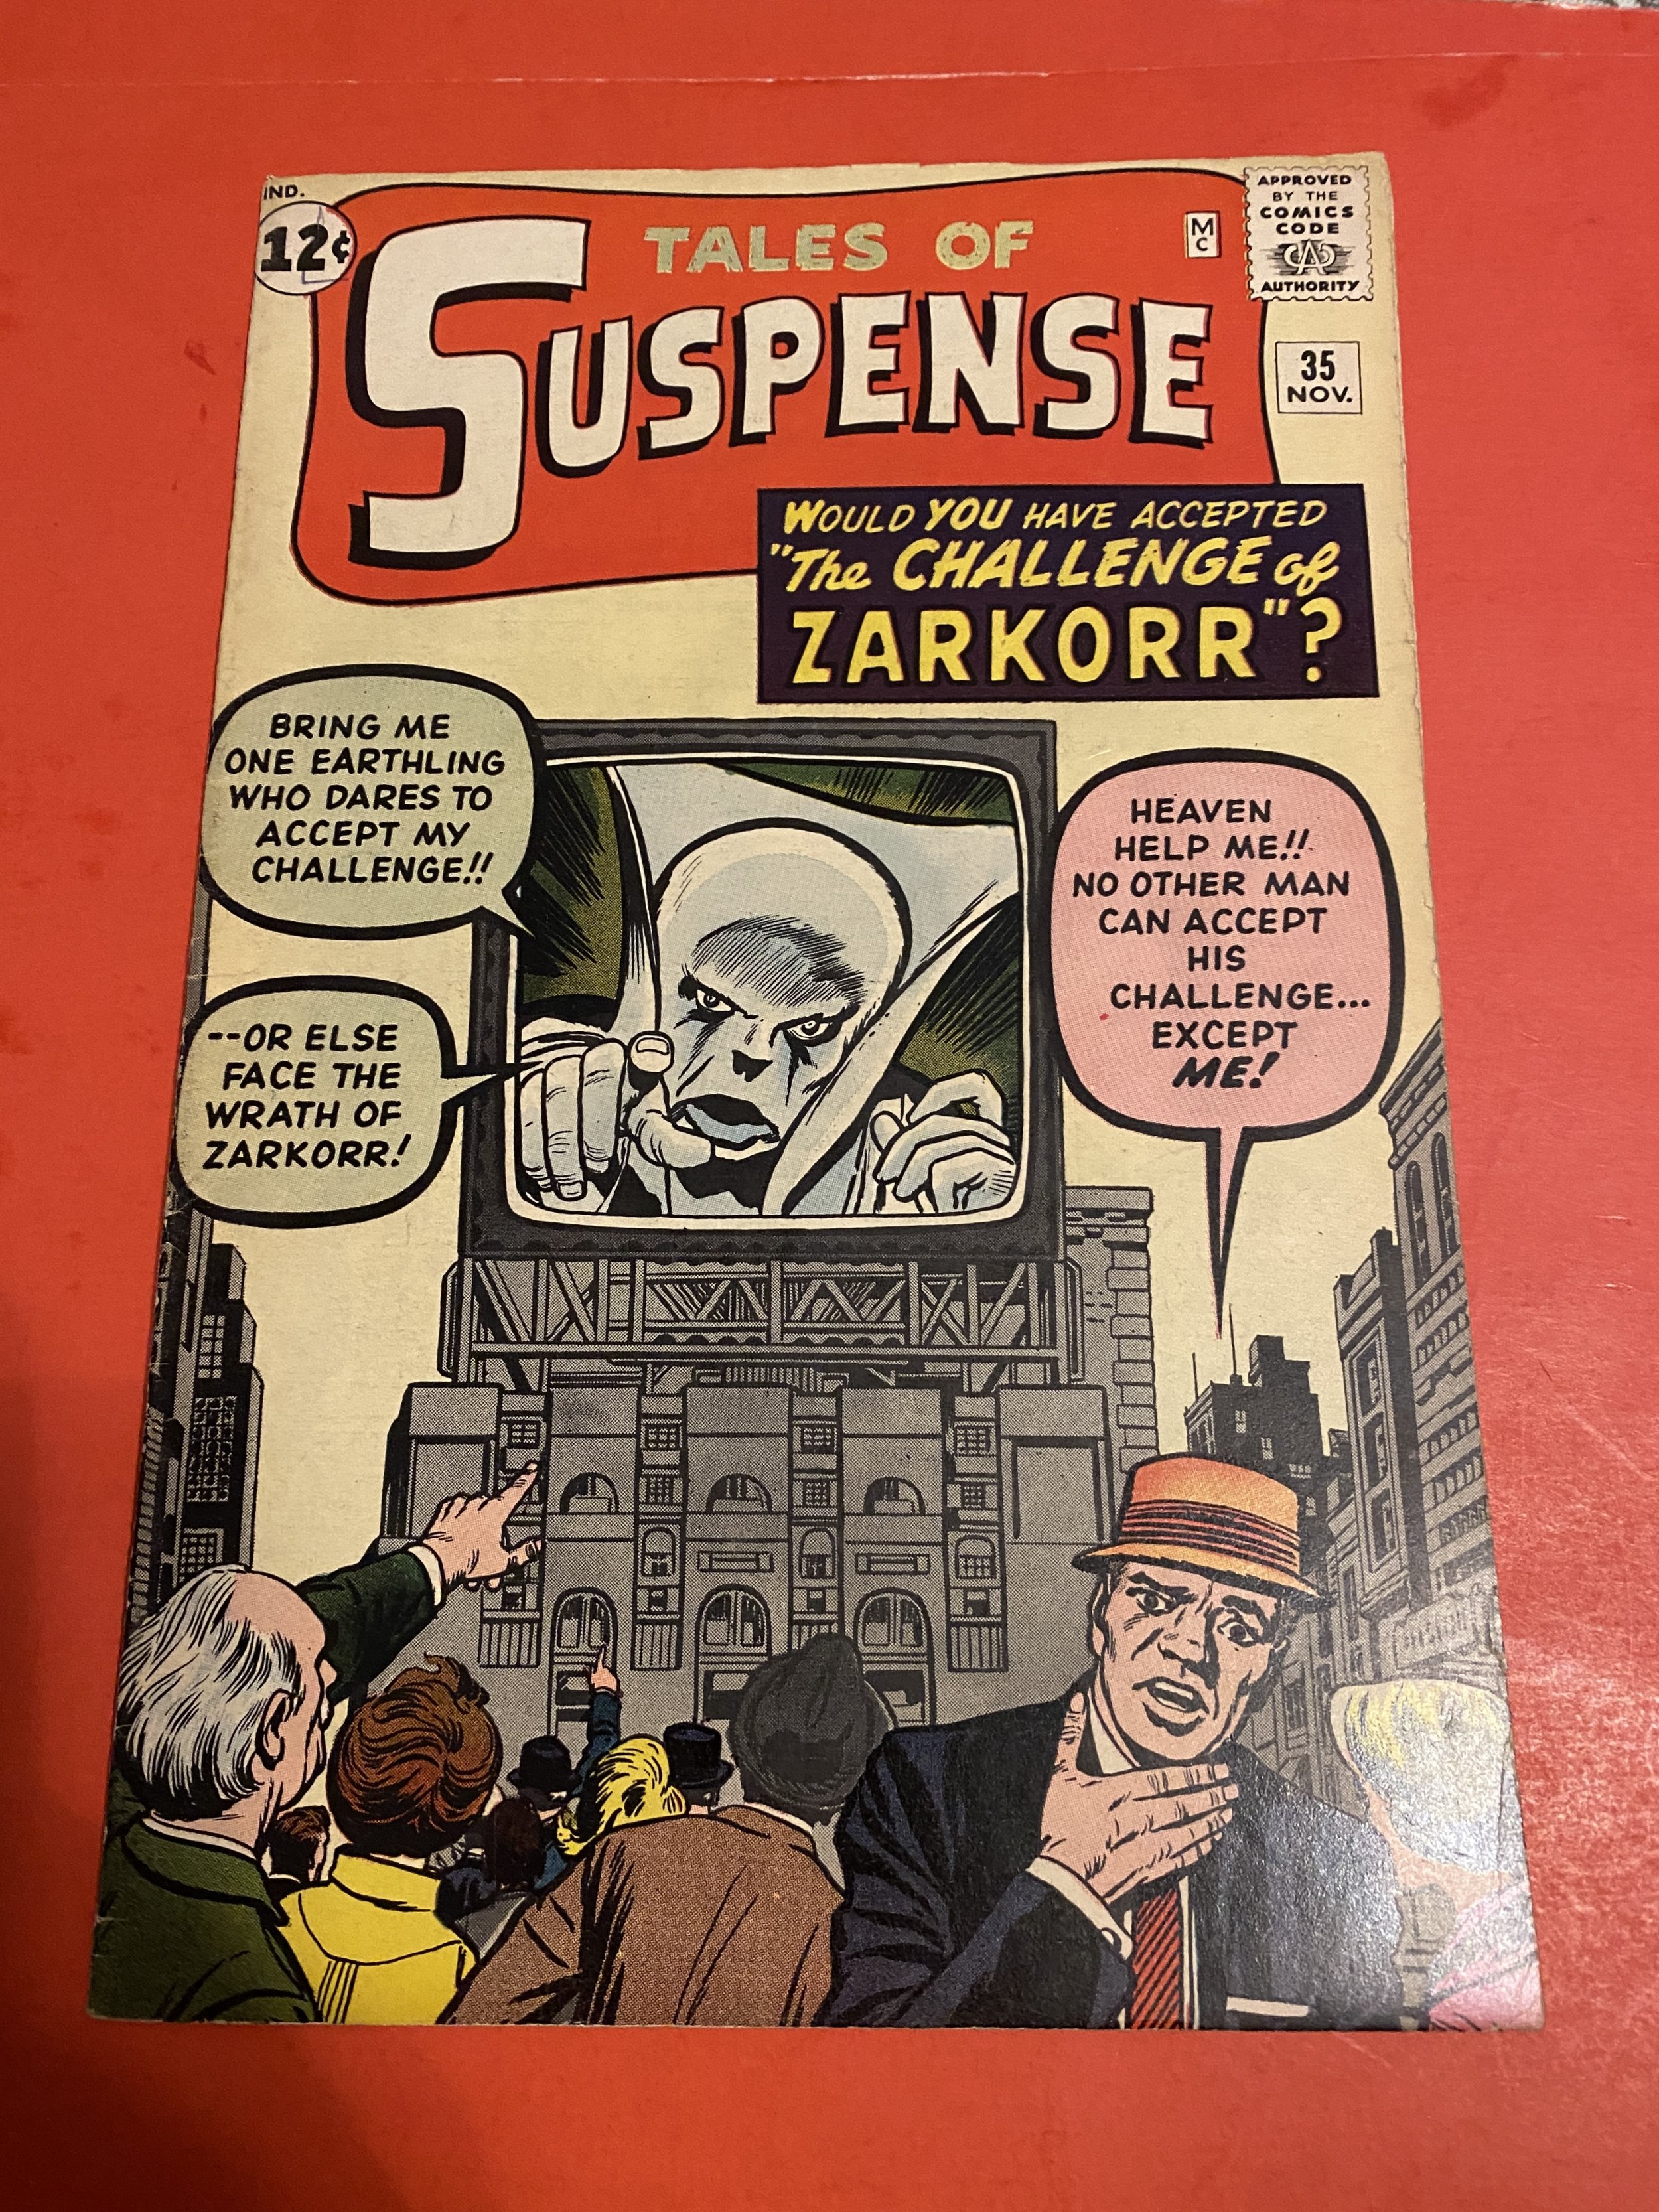 IND.
12¢
TALES OF
SUSPENSE
M
C
APPROVED
BY THE
COMICS
CODE
CA
AUTHORITY
35
NOV.
WOULD YOU HAVE ACCEPTED
"The CHALLENGE of
ZARKORR"?
BRING ME
ONE EARTHLING
WHO DARES TO
ACCEPT MY
CHALLENGE!!
--OR ELSE
FACE THE
WRATH OF
ZARKORR!
HEAVEN
HELP ME!!
NO OTHER MAN
CAN ACCEPT
HIS
CHALLENGE...
EXCEPT
ME!